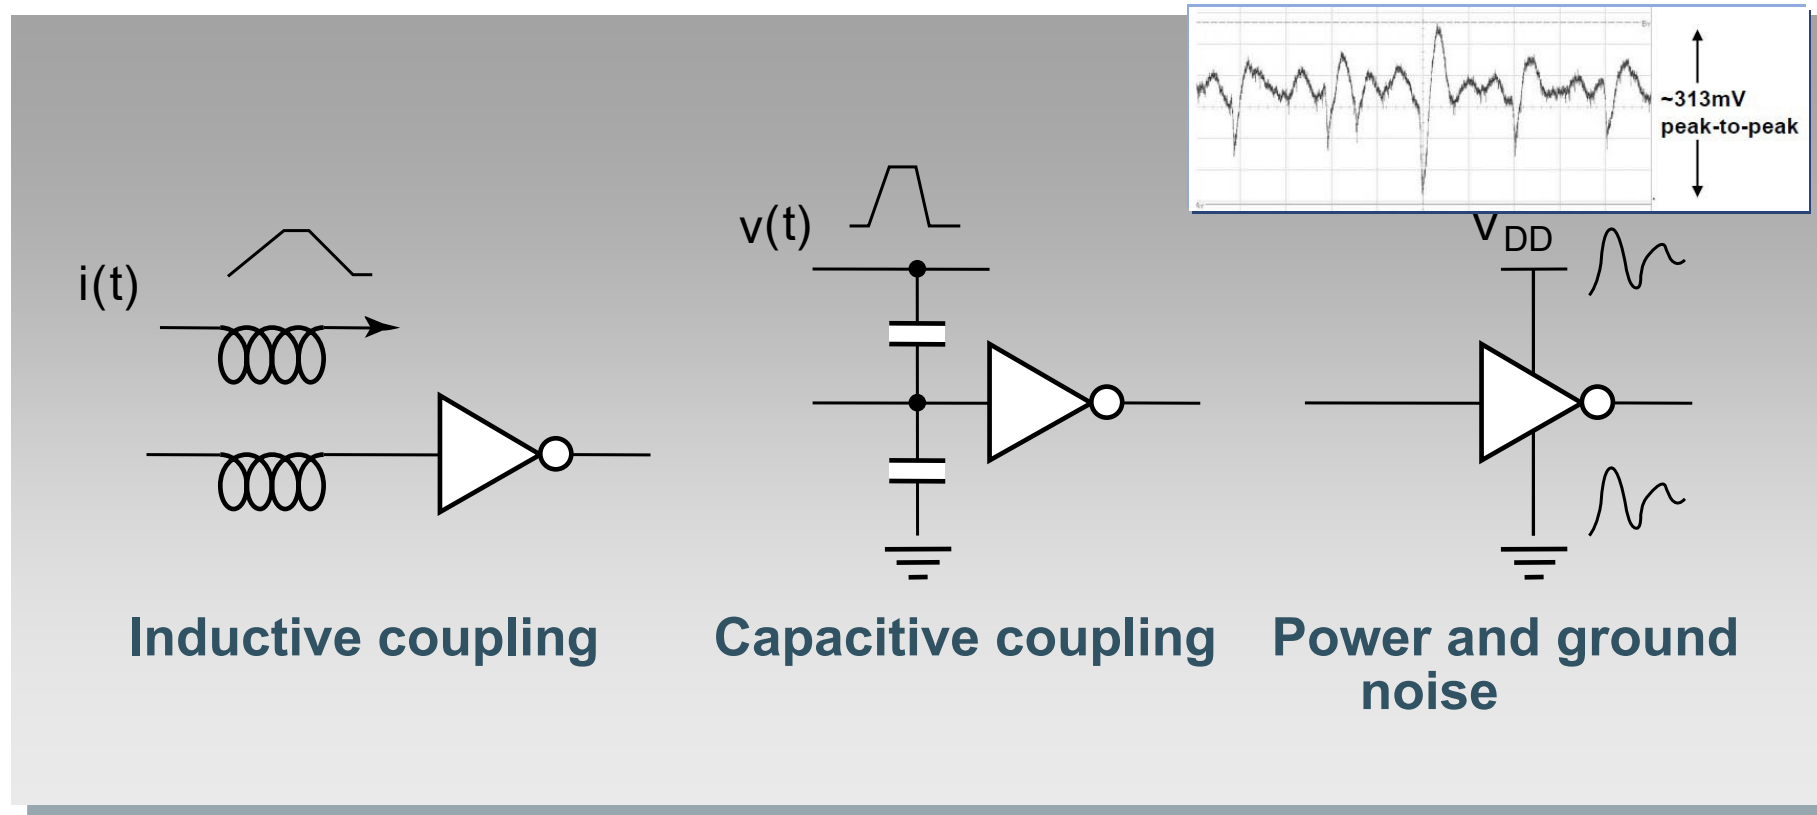 ~313mV
peak-to-peak
i(t)
v(t)
VDD
Inductive coupling
Capacitive coupling
Power and ground
noise